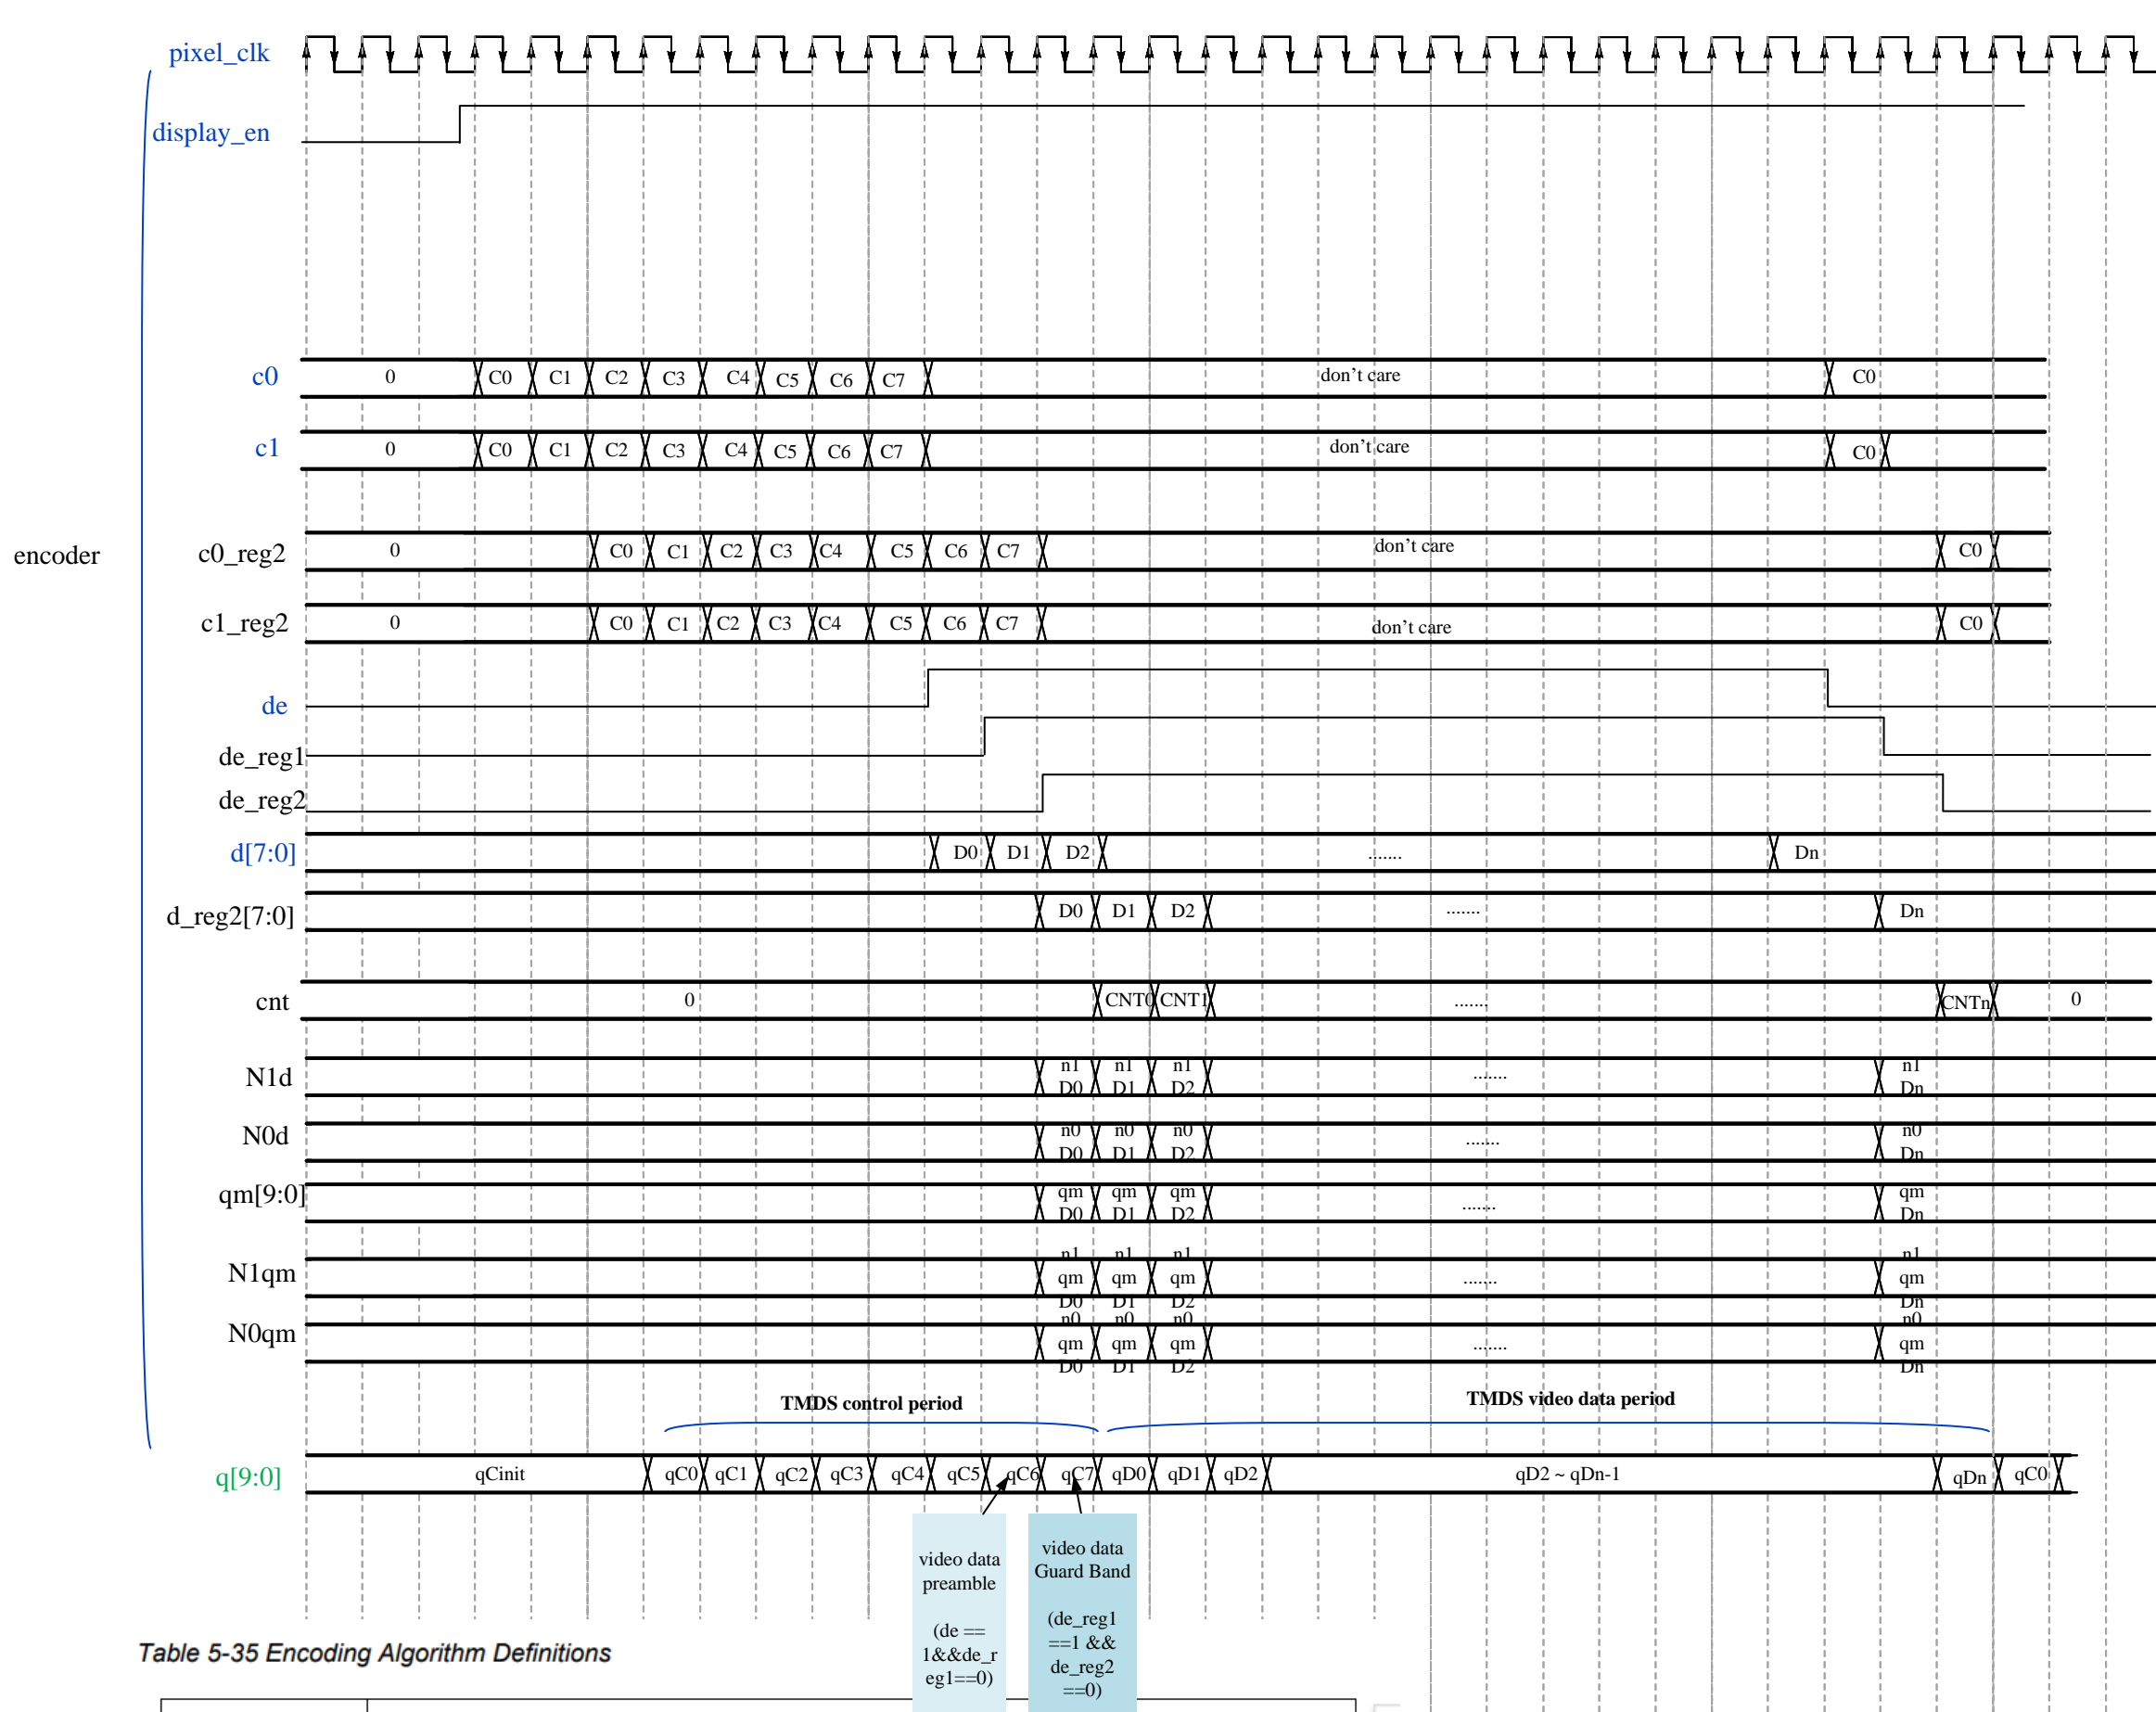 pixel_clk
display_en
c0 0 C0 C1 C2 C3 C4 C5 C6 C7 don't care C0
c1 0 C0 C1 C2 C3 C4 C5 C6 C7 don't care C0
encoder
c0_reg2 0 C0 C1 C2 C3 C4 C5 C6 C7 don't care C0
c1_reg2 0 C0 C1 C2 C3 C4 C5 C6 C7 don't care C0
de
de_reg1
de_reg2
d[7:0] D0 D1 D2 ....... Dn
d_reg2[7:0] D0 D1 D2 ....... Dn
cnt 0 CNT0 CNT1 ....... CNTn 0
N1d n1 n1 n1 ....... n1
D0 D1 D2 Dn
N0d n0 n0 n0 ....... n0
D0 D1 D2 Dn
qm[9:0] qm qm qm ....... qm
D0 D1 D2 Dn
n1 n1 n1 n1
N1qm qm qm qm ....... qm
D0 D1 D2 Dn
n0 n0 n0 n0
N0qm qm qm qm ....... qm
D0 D1 D2 Dn
TMDS control period TMDS video data period
q[9:0] qCinit qC0 qC1 qC2 qC3 qC4 qC5 qC6 qC7 qD0 qD1 qD2 qD2 ~ qDn-1 qDn qC0
video data
preamble
(de ==
1&&de_r
eg1==0)
video data
Guard Band
(de_reg1
==1 &&
de_reg2
==0)
Table 5-35 Encoding Algorithm Definitions